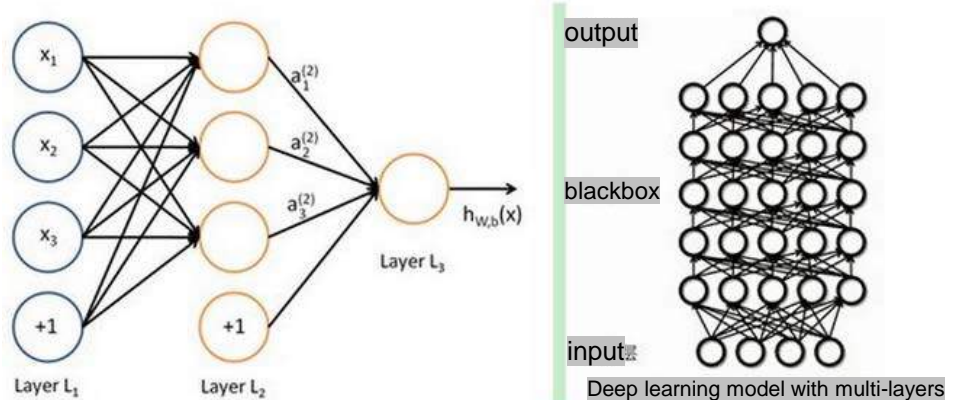 x₁
x₂
x₃
+1
Layer L₁
+1
Layer L₂
a₁⁽²⁾
a₂⁽²⁾
a₃⁽²⁾
Layer L₃
h_{W,b}(x)
output
blackbox
input
Deep learning model with multi-layers